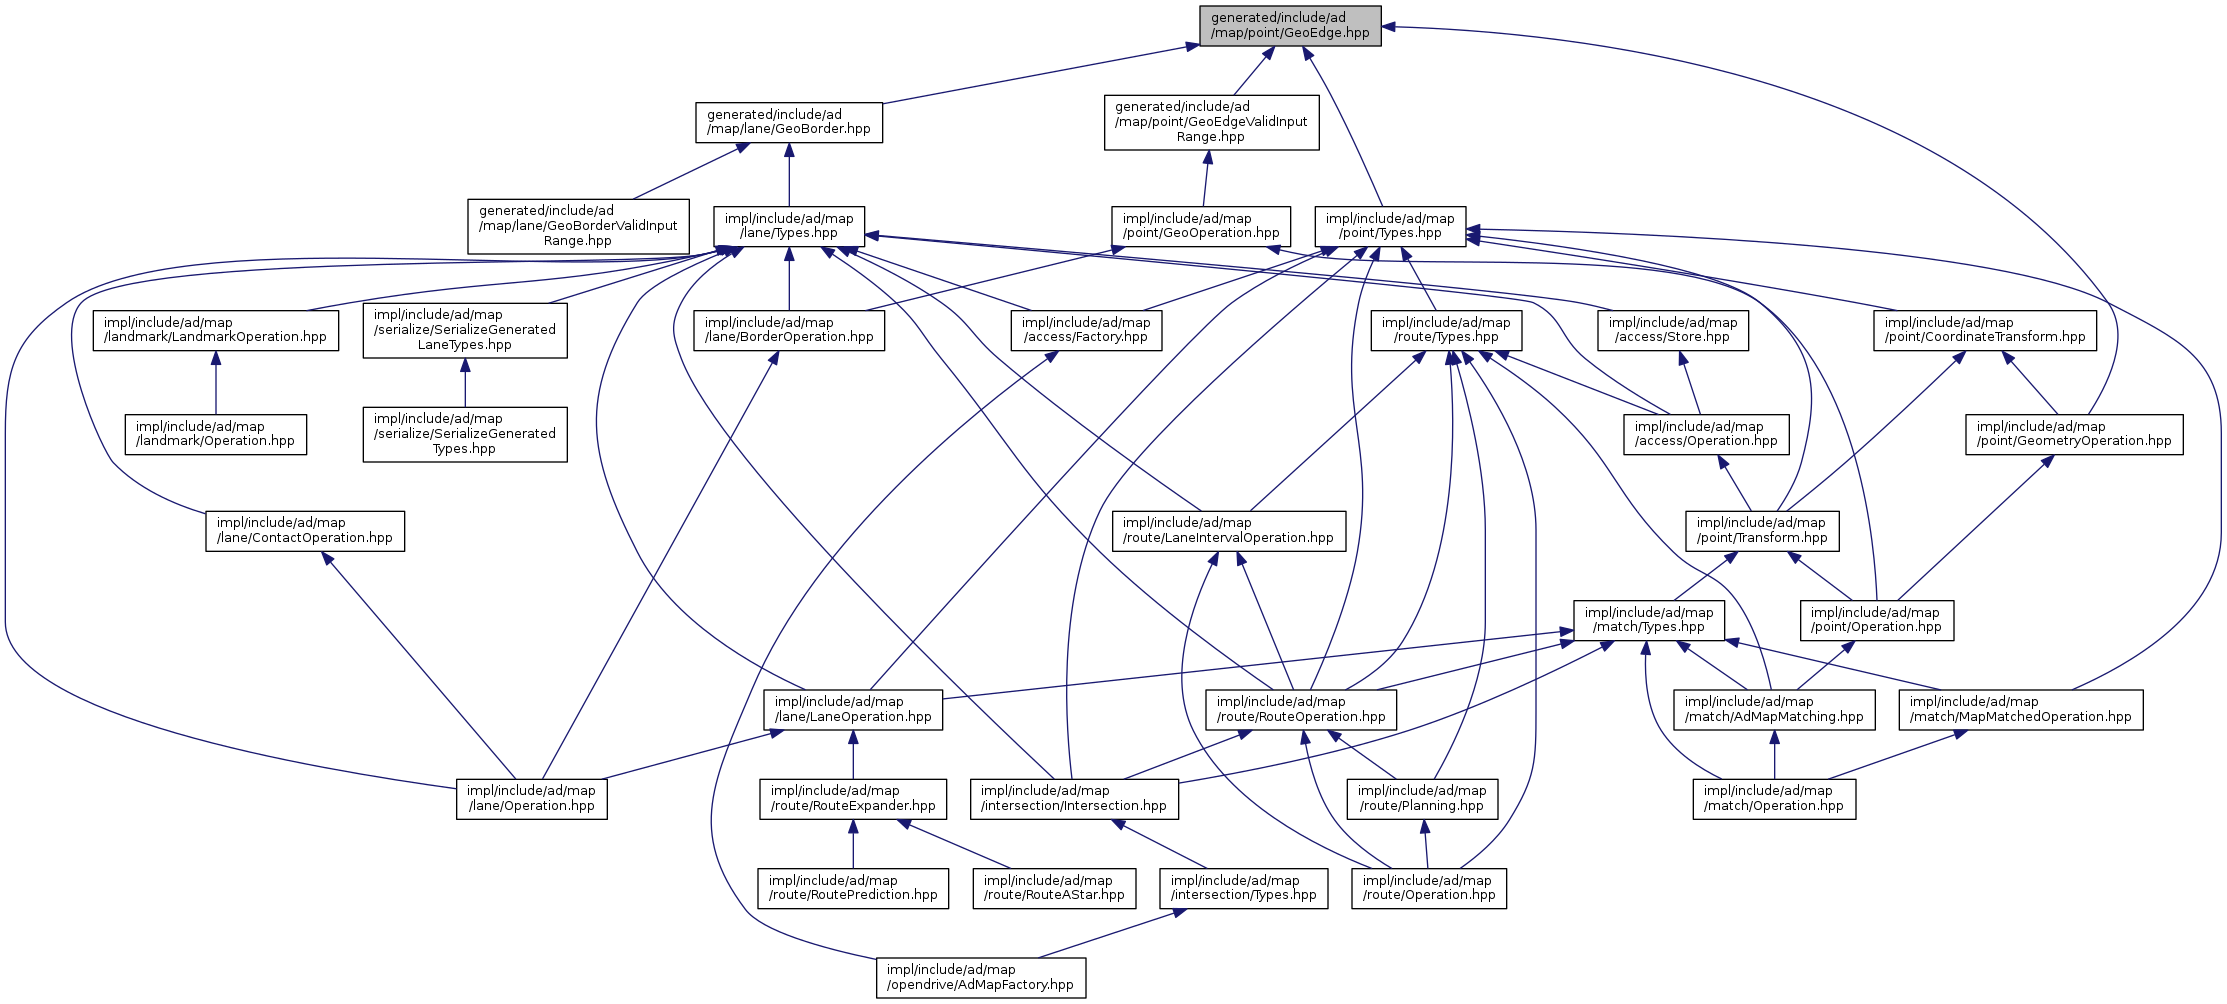 generated/include/ad
/map/point/GeoEdge.hpp
generated/include/ad
/map/lane/GeoBorder.hpp
generated/include/ad
/map/point/GeoEdgeValidInput
Range.hpp
generated/include/ad
/map/lane/GeoBorderValidInput
Range.hpp
impl/include/ad/map
/lane/Types.hpp
impl/include/ad/map
/point/GeoOperation.hpp
impl/include/ad/map
/point/Types.hpp
impl/include/ad/map
/landmark/LandmarkOperation.hpp
impl/include/ad/map
/serialize/SerializeGenerated
LaneTypes.hpp
impl/include/ad/map
/lane/BorderOperation.hpp
impl/include/ad/map
/access/Factory.hpp
impl/include/ad/map
/route/Types.hpp
impl/include/ad/map
/access/Store.hpp
impl/include/ad/map
/point/CoordinateTransform.hpp
impl/include/ad/map
/landmark/Operation.hpp
impl/include/ad/map
/serialize/SerializeGenerated
Types.hpp
impl/include/ad/map
/access/Operation.hpp
impl/include/ad/map
/point/GeometryOperation.hpp
impl/include/ad/map
/lane/ContactOperation.hpp
impl/include/ad/map
/route/LaneIntervalOperation.hpp
impl/include/ad/map
/point/Transform.hpp
impl/include/ad/map
/match/Types.hpp
impl/include/ad/map
/point/Operation.hpp
impl/include/ad/map
/lane/LaneOperation.hpp
impl/include/ad/map
/route/RouteOperation.hpp
impl/include/ad/map
/match/AdMapMatching.hpp
impl/include/ad/map
/match/MapMatchedOperation.hpp
impl/include/ad/map
/lane/Operation.hpp
impl/include/ad/map
/route/RouteExpander.hpp
impl/include/ad/map
/intersection/Intersection.hpp
impl/include/ad/map
/route/Planning.hpp
impl/include/ad/map
/match/Operation.hpp
impl/include/ad/map
/route/RoutePrediction.hpp
impl/include/ad/map
/route/RouteAStar.hpp
impl/include/ad/map
/intersection/Types.hpp
impl/include/ad/map
/route/Operation.hpp
impl/include/ad/map
/opendrive/AdMapFactory.hpp